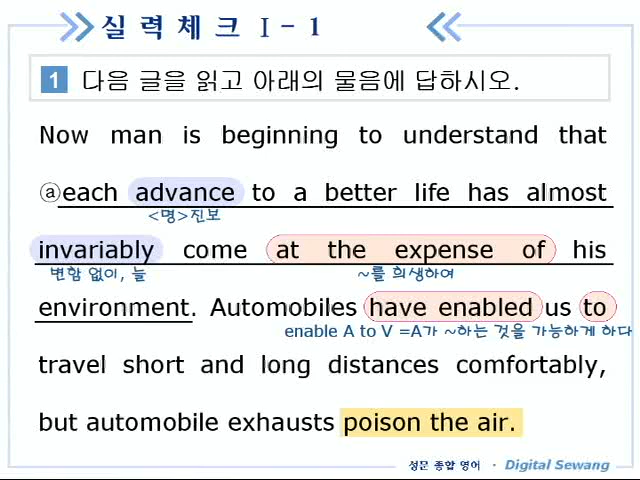 실력체크 I - 1
1 다음 글을 읽고 아래의 물음에 답하시오.
Now man is beginning to understand that
ⓐeach advance to a better life has almost
<명>진보
invariably come at the expense of his
변함 없이, 늘 ~를 희생하여
environment. Automobiles have enabled us to
enable A to V =A가 ~하는 것을 가능하게 하다
travel short and long distances comfortably,
but automobile exhausts poison the air.
성문 종합 영어 · Digital Sewang